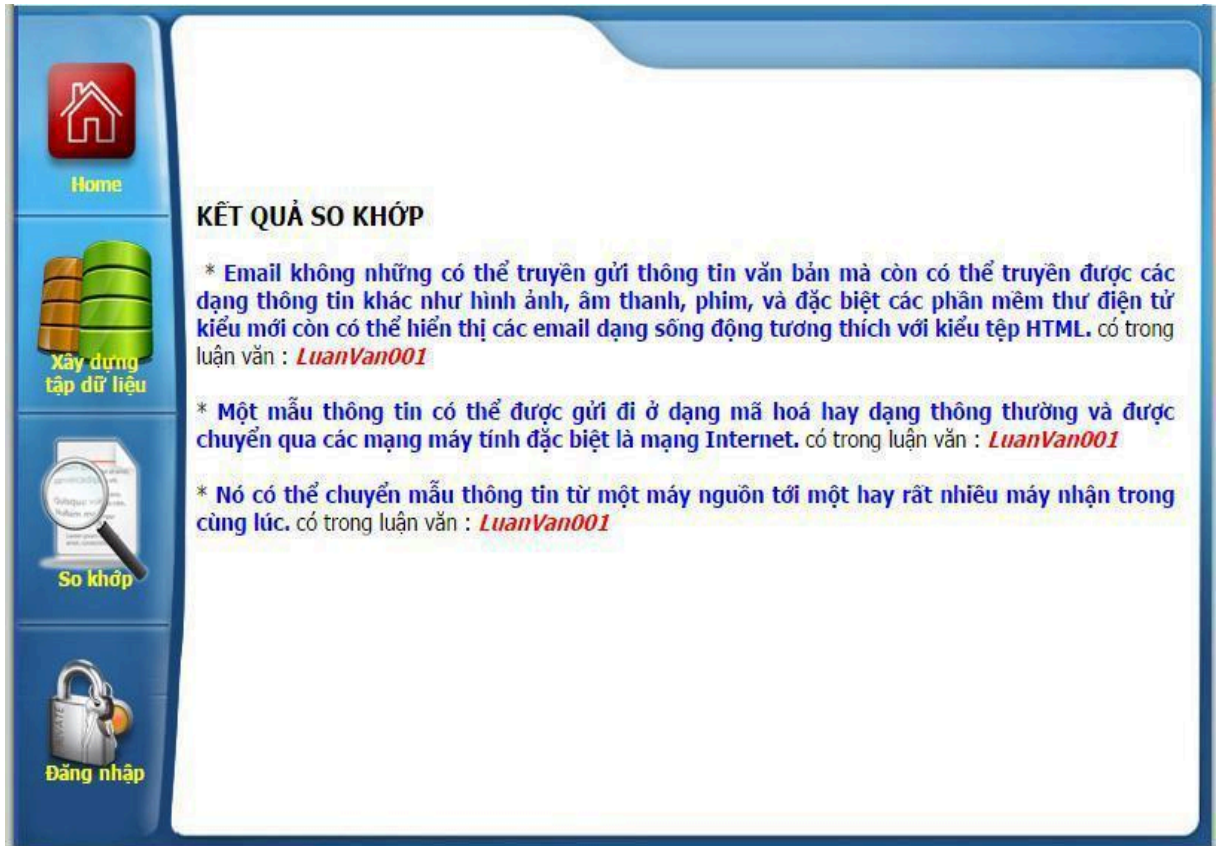 Home
Xây dựng
tập dữ liệu
So khớp
Đăng nhập
KẾT QUẢ SO KHỚP
* Email không những có thể truyền gửi thông tin văn bản mà còn có thể truyền được các
dạng thông tin khác như hình ảnh, âm thanh, phim, và đặc biệt các phần mềm thư điện tử
kiểu mới còn có thể hiển thị các email dạng sống động tương thích với kiểu tệp HTML. có trong
luận văn : LuanVan001
* Một mẫu thông tin có thể được gửi đi ở dạng mã hoá hay dạng thông thường và được
chuyển qua các mạng máy tính đặc biệt là mạng Internet. có trong luận văn : LuanVan001
* Nó có thể chuyển mẫu thông tin từ một máy nguồn tới một hay rất nhiều máy nhận trong
cùng lúc. có trong luận văn : LuanVan001